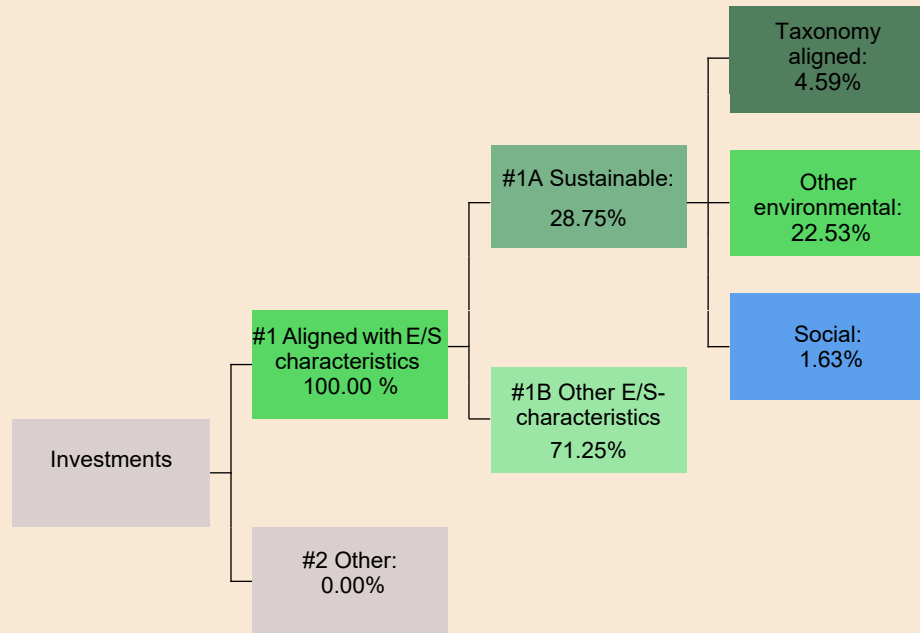 Investments
#1 Aligned with E/S
characteristics
100.00 %
#2 Other:
0.00%
#1A Sustainable:
28.75%
#1B Other E/S-
characteristics
71.25%
Taxonomy
aligned:
4.59%
Other
environmental:
22.53%
Social:
1.63%